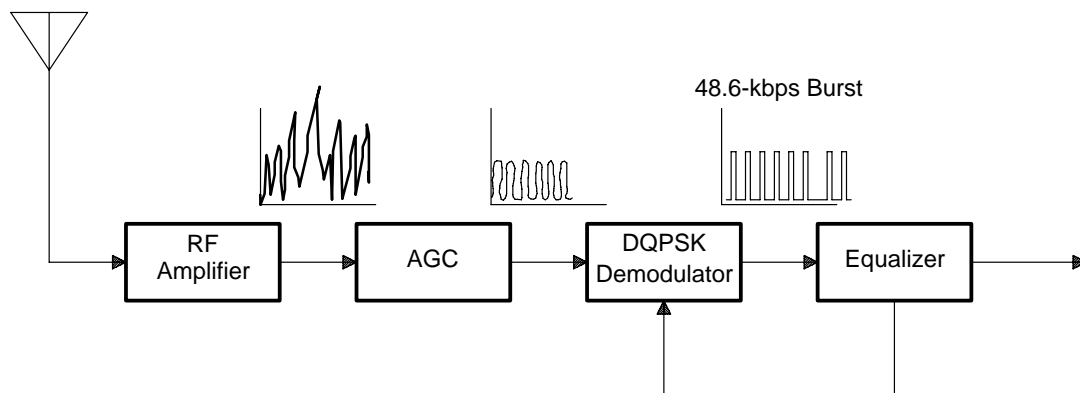 48.6-kbps Burst
RF
Amplifier
AGC
DQPSK
Demodulator
Equalizer